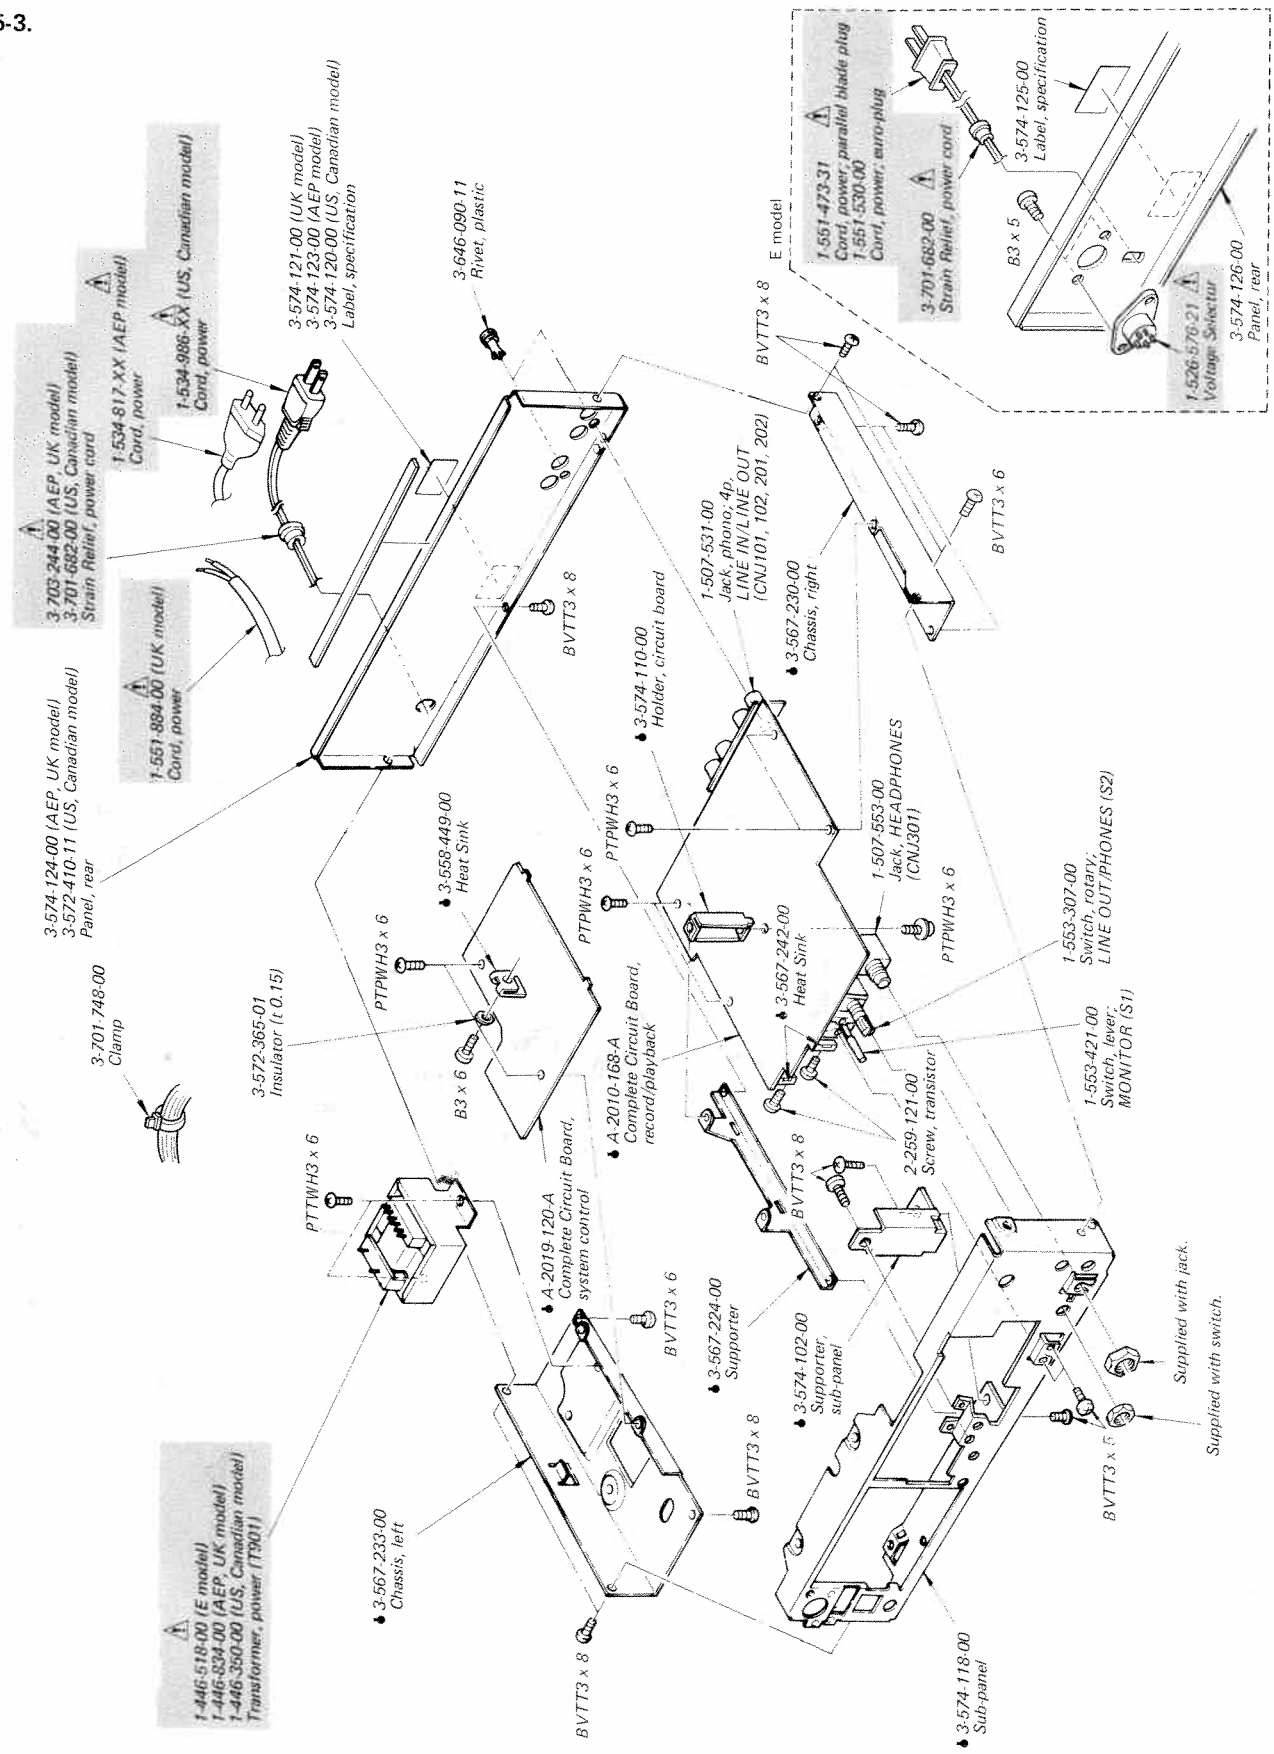 5-3.
3-703-244-00 (AEP, UK model)
3-701-682-00 (US, Canadian model)
Strain Relief, power cord
1-534-817-XX (AEP model)
Cord, power
1-534-986-XX (US, Canadian model)
Cord, power
3-574-121-00 (UK model)
3-574-123-00 (AEP model)
3-574-120-00 (US, Canadian model)
Label, specification
3-646-090-11
Rivet, plastic
1-551-884-00 (UK model)
Cord, power
3-574-124-00 (AEP, UK model)
3-572-410-11 (US, Canadian model)
Panel, rear
BVTT3 x 8
E model
1-551-473-31
Cord, power; parallel blade plug
1-551-530-00
Cord, power; euro-plug
3-701-682-00
Strain Relief, power cord
B3 x 5
3-574-125-00
Label, specification
1-526-576-21
Voltage Selector
3-574-126-00
Panel, rear
3-701-748-00
Clamp
3-572-365-01
Insulator (t 0.15)
B3 x 6
PTPWH3 x 6
3-558-449-00
Heat Sink
PTPWH3 x 6
PTPWH3 x 6
3-574-110-00
Holder, circuit board
1-507-531-00
Jack, phono; 4p,
LINE IN/LINE OUT
(CNJ101, 102, 201, 202)
3-567-230-00
Chassis, right
BVTT3 x 8
BVTT3 x 6
1-446-518-00 (E model)
1-446-834-00 (AEP, UK model)
1-446-350-00 (US, Canadian model)
Transformer, power (T901)
PTTWH3 x 6
A-2019-120-A
Complete Circuit Board,
system control
A-2010-168-A
Complete Circuit Board,
record/playback
3-567-242-00
Heat Sink
PTPWH3 x 6
1-507-553-00
Jack, HEADPHONES
(CNJ301)
1-553-307-00
Switch, rotary;
LINE OUT/PHONES (S2)
1-553-421-00
Switch, lever;
MONITOR (S1)
2-259-121-00
Screw, transistor
BVTT3 x 8
3-567-233-00
Chassis, left
BVTT3 x 8
BVTT3 x 6
BVTT3 x 8
3-567-224-00
Supporter
3-574-102-00
Supporter,
sub-panel
3-574-118-00
Sub-panel
BVTT3 x 5
Supplied with jack.
Supplied with switch.